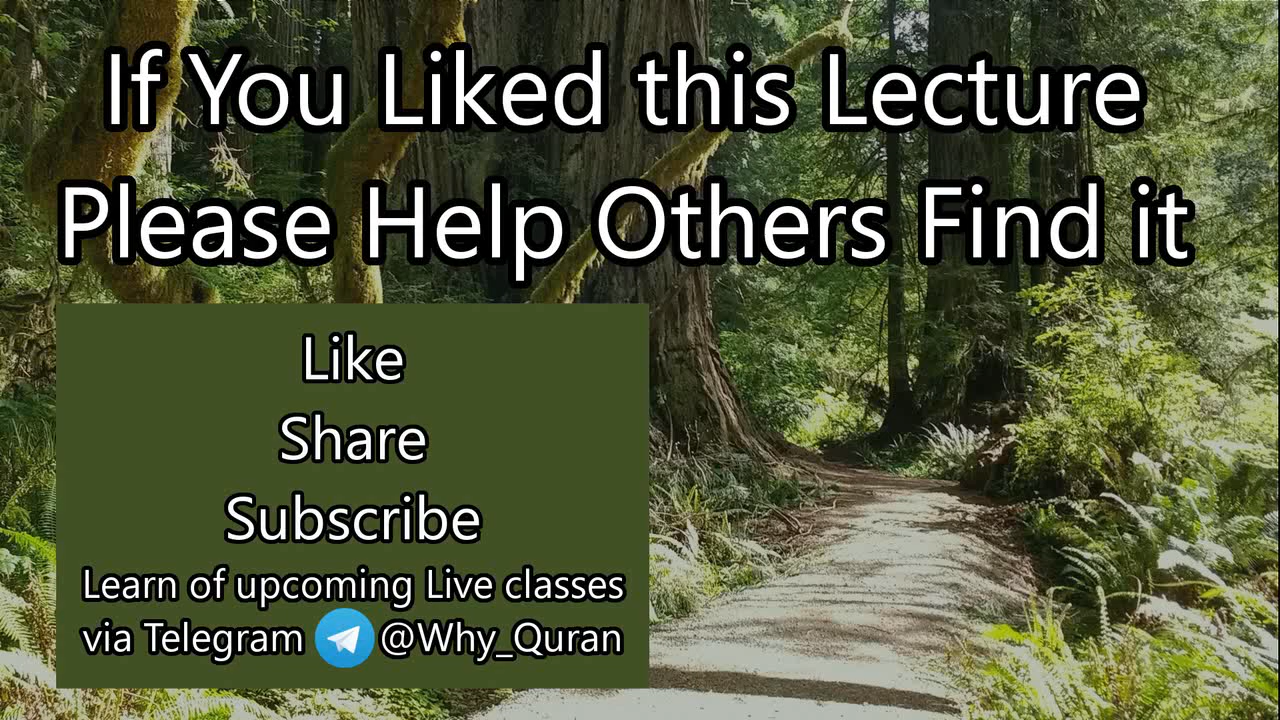 If You Liked this Lecture
Please Help Others Find it
Like
Share
Subscribe
Learn of upcoming Live classes
via Telegram @Why_Quran